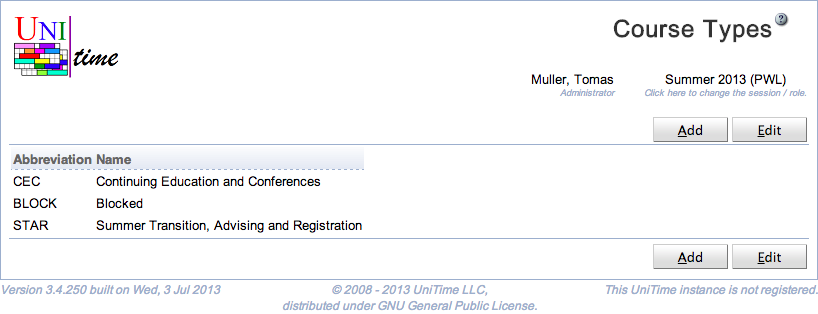 UNI
time
Course Types ?
Muller, Tomas Summer 2013 (PWL)
Administrator Click here to change the session / role.
Add Edit
Abbreviation Name
CEC Continuing Education and Conferences
BLOCK Blocked
STAR Summer Transition, Advising and Registration
Add Edit
Version 3.4.250 built on Wed, 3 Jul 2013 © 2008 - 2013 UniTime LLC, This UniTime instance is not registered.
distributed under GNU General Public License.